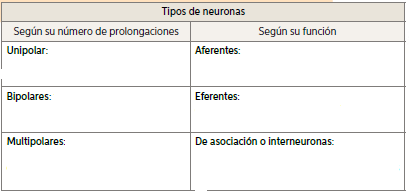 Tipos de neuronas
Según su número de prolongaciones
Según su función
Unipolar:
Aferentes:
Bipolares:
Eferentes:
Multipolares:
De asociación o interneuronas: